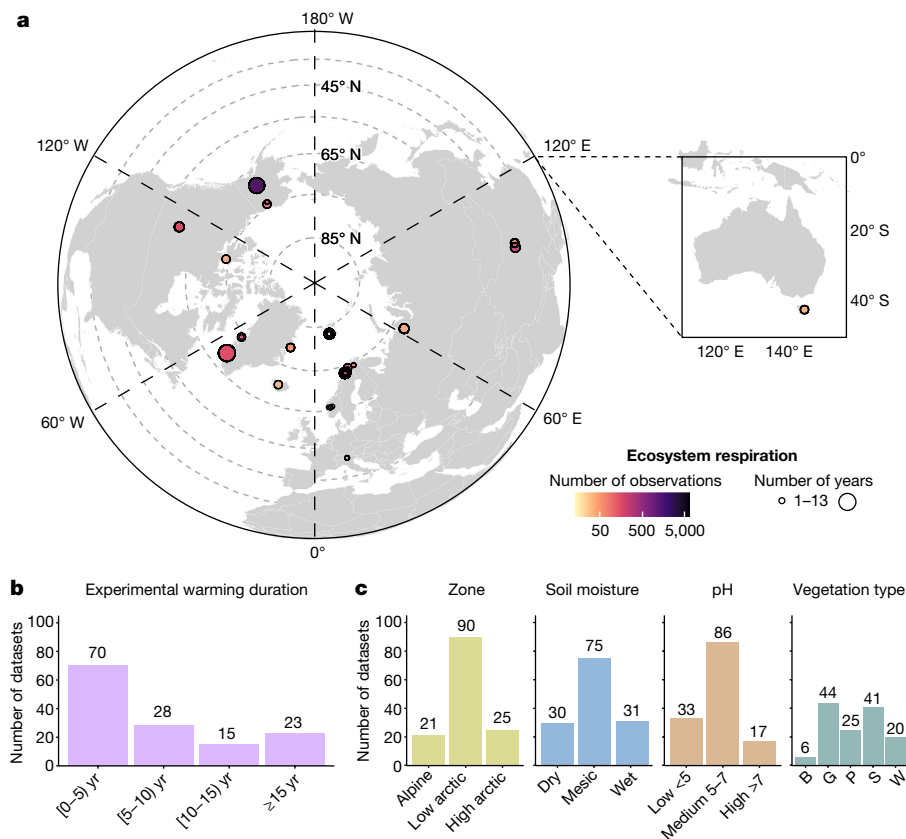 a
180° W
45° N
120° W
120° E
65° N
0°
85° N
20° S
40° S
120° E 140° E
60° W
60° E
Ecosystem respiration
Number of observations
Number of years
1–13
50 500 5,000
0°
b
Experimental warming duration
Number of datasets
100
80
60
40
20
0
70
28
15
23
[0–5) yr
[5–10) yr
[10–15) yr
≥15 yr
c
Zone
Soil moisture
pH
Vegetation type
Number of datasets
100
80
60
40
20
0
21
90
25
Alpine
Low arctic
High arctic
30
75
31
Dry
Mesic
Wet
33
86
17
Low <5
Medium 5–7
High >7
6
44
25
41
20
B
G
P
S
W